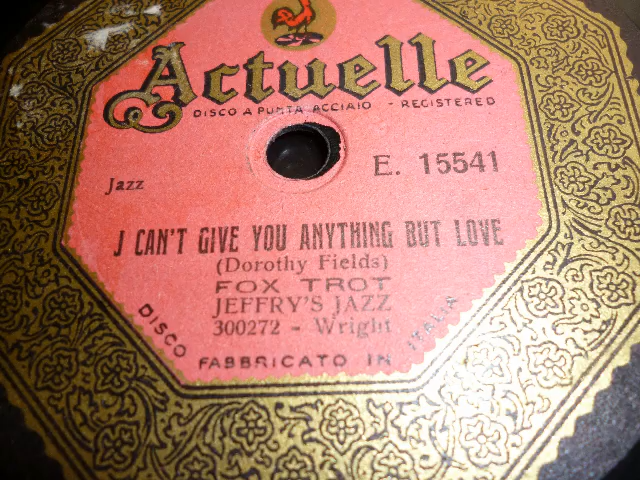 Actuelle
DISCO A PUNTA ACCIAIO - REGISTERED
Jazz
E. 15541
J CAN'T GIVE YOU ANYTHING BUT LOVE
(Dorothy Fields)
FOX TROT
JEFFRY'S JAZZ
300272 - Wright
DISCO FABBRICATO IN ITALIA